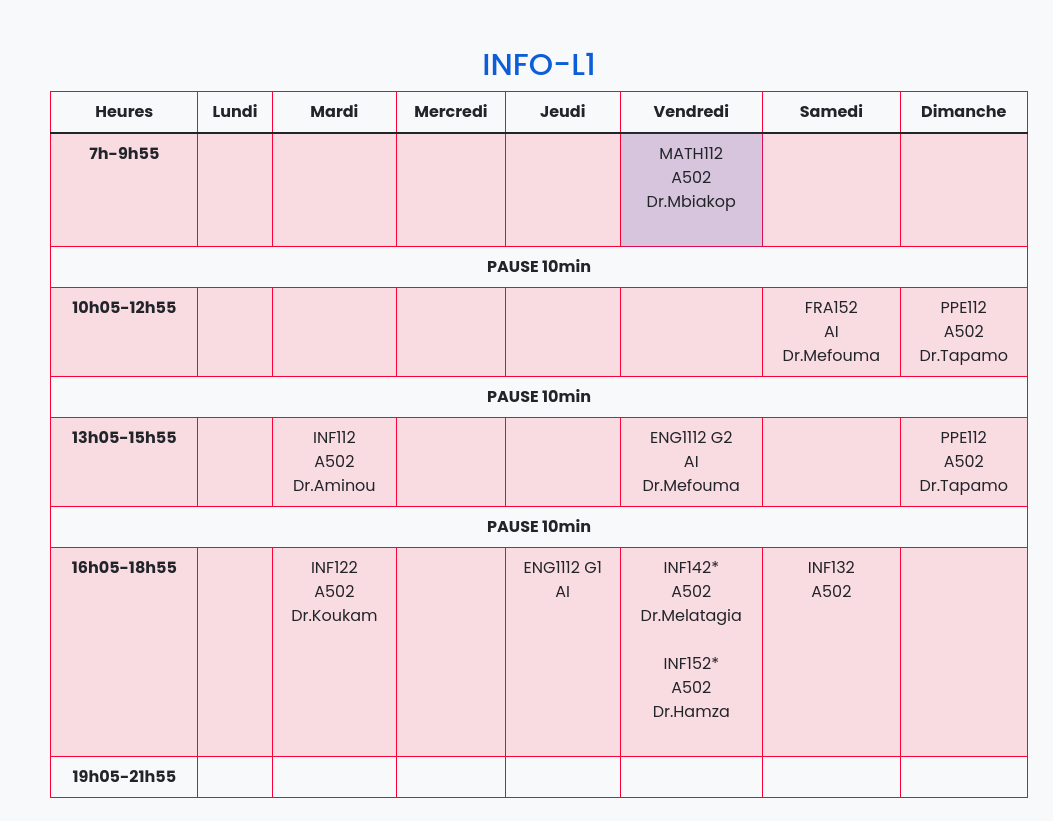 INFO-L1
Heures Lundi Mardi Mercredi Jeudi Vendredi Samedi Dimanche
7h-9h55
MATH112
A502
Dr.Mbiakop
PAUSE 10min
10h05-12h55
FRA152
AI
Dr.Mefouma
PPE112
A502
Dr.Tapamo
PAUSE 10min
13h05-15h55
INF112
A502
Dr.Aminou
ENG1112 G2
AI
Dr.Mefouma
PPE112
A502
Dr.Tapamo
PAUSE 10min
16h05-18h55
INF122
A502
Dr.Koukam
ENG1112 G1
AI
INF142*
A502
Dr.Melatagia
INF152*
A502
Dr.Hamza
INF132
A502
19h05-21h55